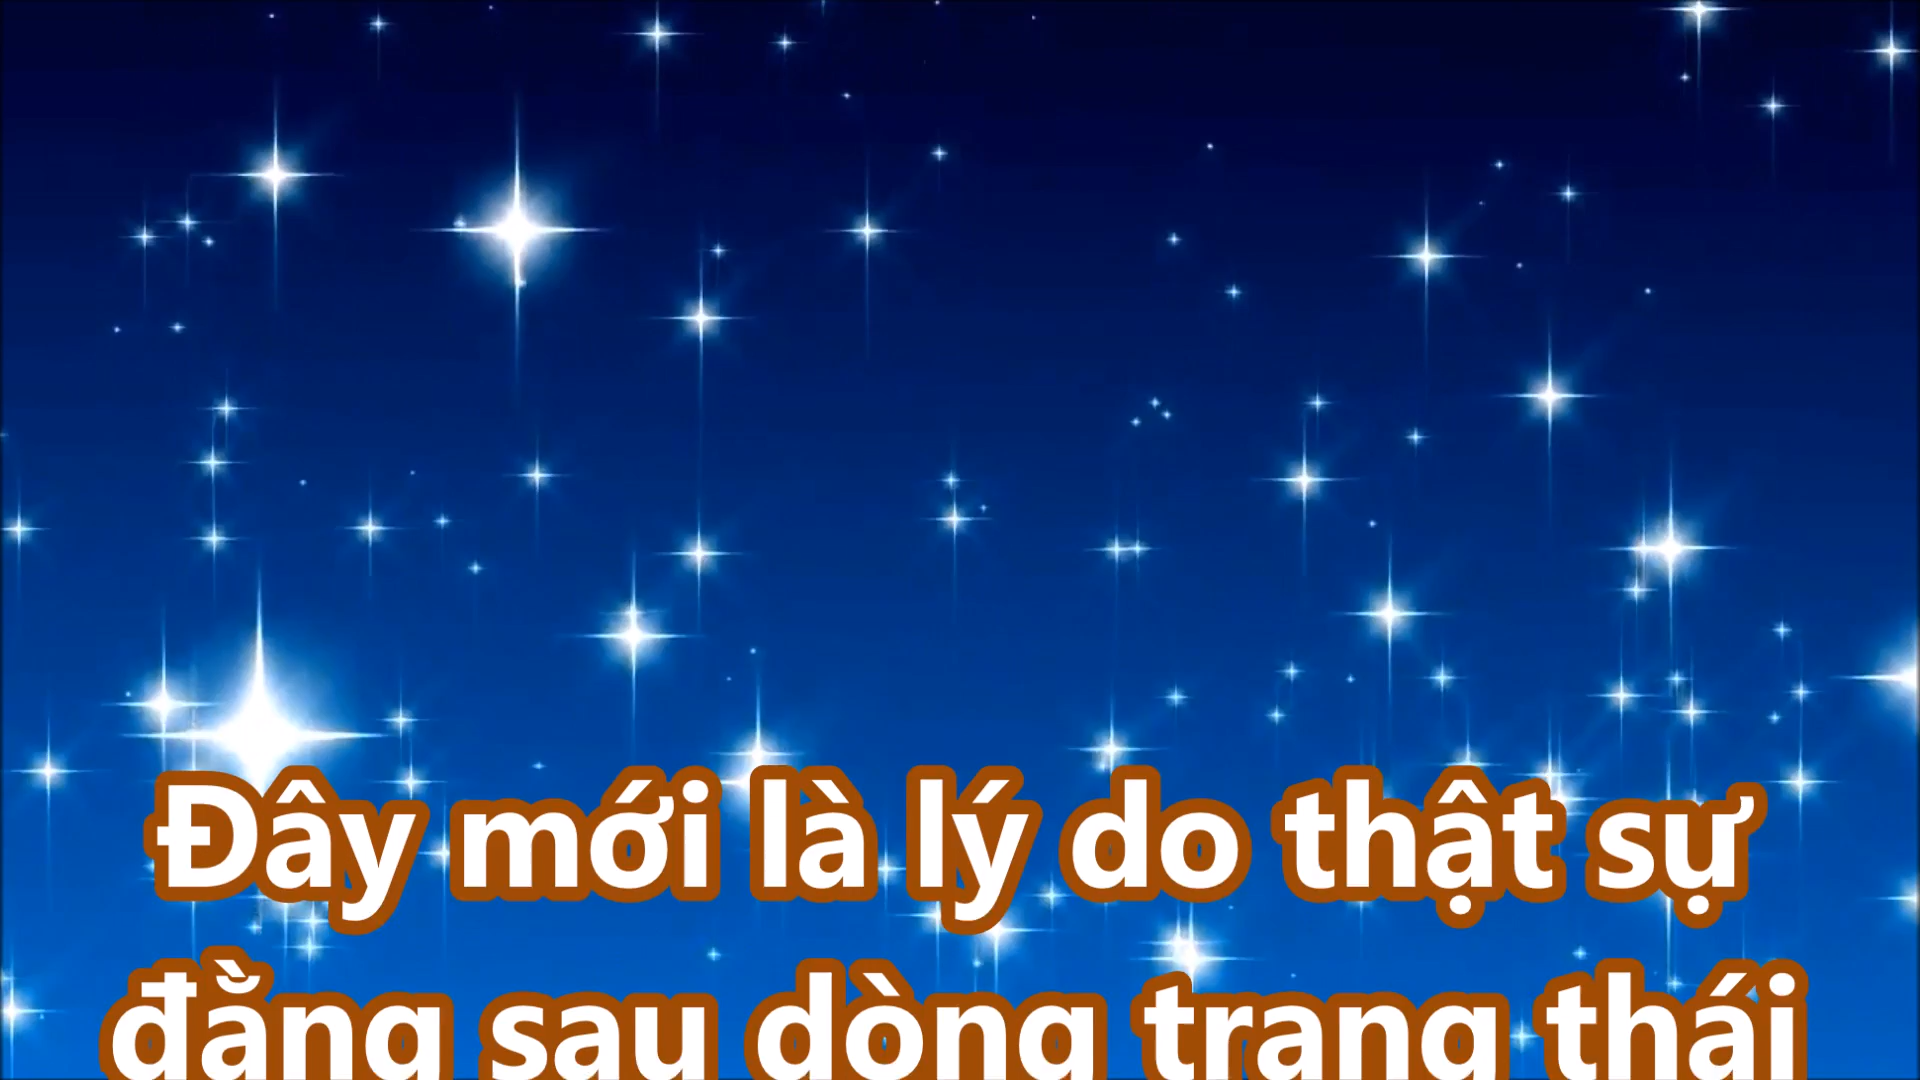 Đây mới là lý do thật sự
đằng sau dòng trạng thái